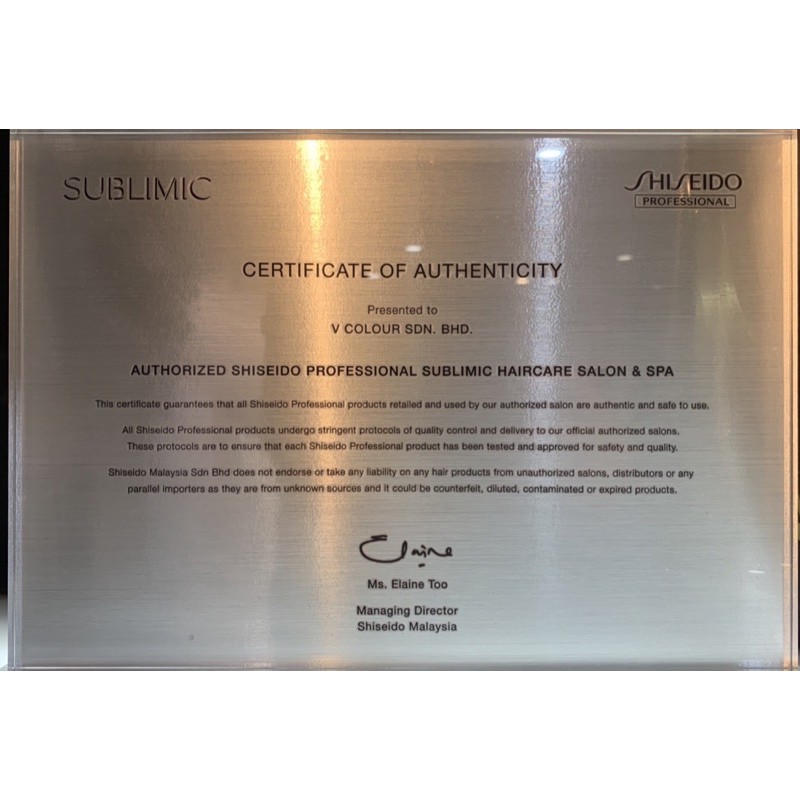 SUBLIMIC
SHISEIDO
PROFESSIONAL
CERTIFICATE OF AUTHENTICITY
Presented to
V COLOUR SDN. BHD.
AUTHORIZED SHISEIDO PROFESSIONAL SUBLIMIC HAIRCARE SALON & SPA
This certificate guarantees that all Shiseido Professional products retailed and used by our authorized salon are authentic and safe to use.
All Shiseido Professional products undergo stringent protocols of quality control and delivery to our official authorized salons.
These protocols are to ensure that each Shiseido Professional product has been tested and approved for safety and quality.
Shiseido Malaysia Sdn Bhd does not endorse or take any liability on any hair products from unauthorized salons, distributors or any
parallel importers as they are from unknown sources and it could be counterfeit, diluted, contaminated or expired products.
Elaine
Ms. Elaine Too
Managing Director
Shiseido Malaysia